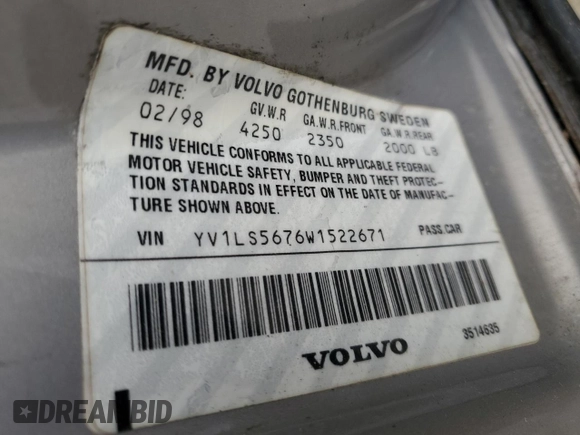 MFD. BY VOLVO GOTHENBURG SWEDEN
DATE: GV.W.R GA.W.R.FRONT GA.W.R.REAR
02/98 4250 2350 2000 LB
THIS VEHICLE CONFORMS TO ALL APPLICABLE FEDERAL
MOTOR VEHICLE SAFETY, BUMPER AND THEFT PROTEC-
TION STANDARDS IN EFFECT ON THE DATE OF MANUFAC-
TURE SHOWN ABOVE.
VIN YV1LS5676W1522671 PASS.CAR
3514635
VOLVO
DREAMBID